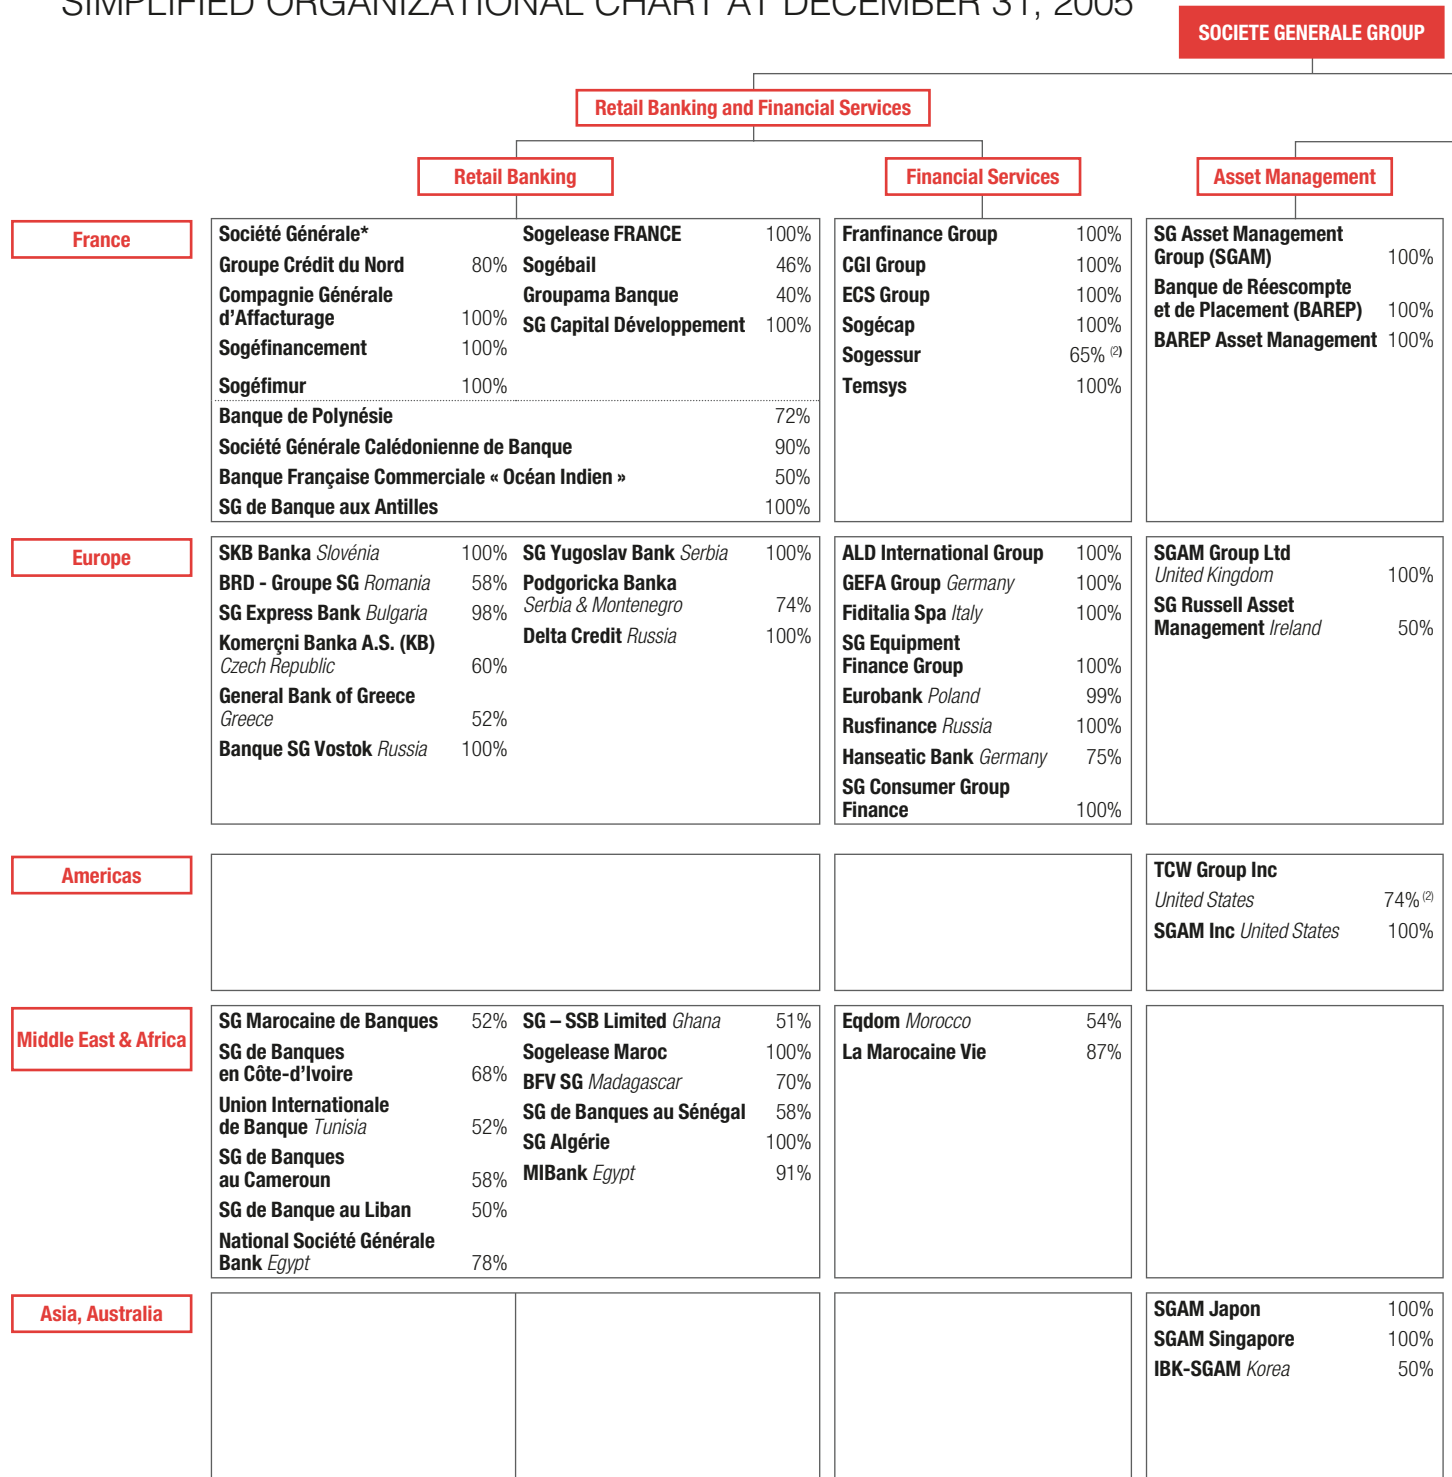 SIMPLIFIED ORGANIZATIONAL CHART AT DECEMBER 31, 2005
SOCIETE GENERALE GROUP
Retail Banking and Financial Services
Retail Banking
Financial Services
Asset Management
France
Société Générale*
Groupe Crédit du Nord 80%
Compagnie Générale
d’Affacturage 100%
Sogéfinancement 100%
Sogéfimur 100%
Sogelease FRANCE 100%
Sogébail 46%
Groupama Banque 40%
SG Capital Développement 100%
Banque de Polynésie 72%
Société Générale Calédonienne de Banque 90%
Banque Française Commerciale « Océan Indien » 50%
SG de Banque aux Antilles 100%
Franfinance Group 100%
CGI Group 100%
ECS Group 100%
Sogécap 100%
Sogessur 65% (2)
Temsys 100%
SG Asset Management
Group (SGAM) 100%
Banque de Réescompte
et de Placement (BAREP) 100%
BAREP Asset Management 100%
Europe
SKB Banka Slovénia 100%
BRD - Groupe SG Romania 58%
SG Express Bank Bulgaria 98%
Komerçni Banka A.S. (KB)
Czech Republic 60%
General Bank of Greece
Greece 52%
Banque SG Vostok Russia 100%
SG Yugoslav Bank Serbia 100%
Podgoricka Banka
Serbia & Montenegro 74%
Delta Credit Russia 100%
ALD International Group 100%
GEFA Group Germany 100%
Fiditalia Spa Italy 100%
SG Equipment
Finance Group 100%
Eurobank Poland 99%
Rusfinance Russia 100%
Hanseatic Bank Germany 75%
SG Consumer Group
Finance 100%
SGAM Group Ltd
United Kingdom 100%
SG Russell Asset
Management Ireland 50%
Americas
TCW Group Inc
United States 74% (2)
SGAM Inc United States 100%
Middle East & Africa
SG Marocaine de Banques 52%
SG de Banques
en Côte-d’Ivoire 68%
Union Internationale
de Banque Tunisia 52%
SG de Banques
au Cameroun 58%
SG de Banque au Liban 50%
National Société Générale
Bank Egypt 78%
SG – SSB Limited Ghana 51%
Sogelease Maroc 100%
BFV SG Madagascar 70%
SG de Banques au Sénégal 58%
SG Algérie 100%
MIBank Egypt 91%
Eqdom Morocco 54%
La Marocaine Vie 87%
Asia, Australia
SGAM Japon 100%
SGAM Singapore 100%
IBK-SGAM Korea 50%